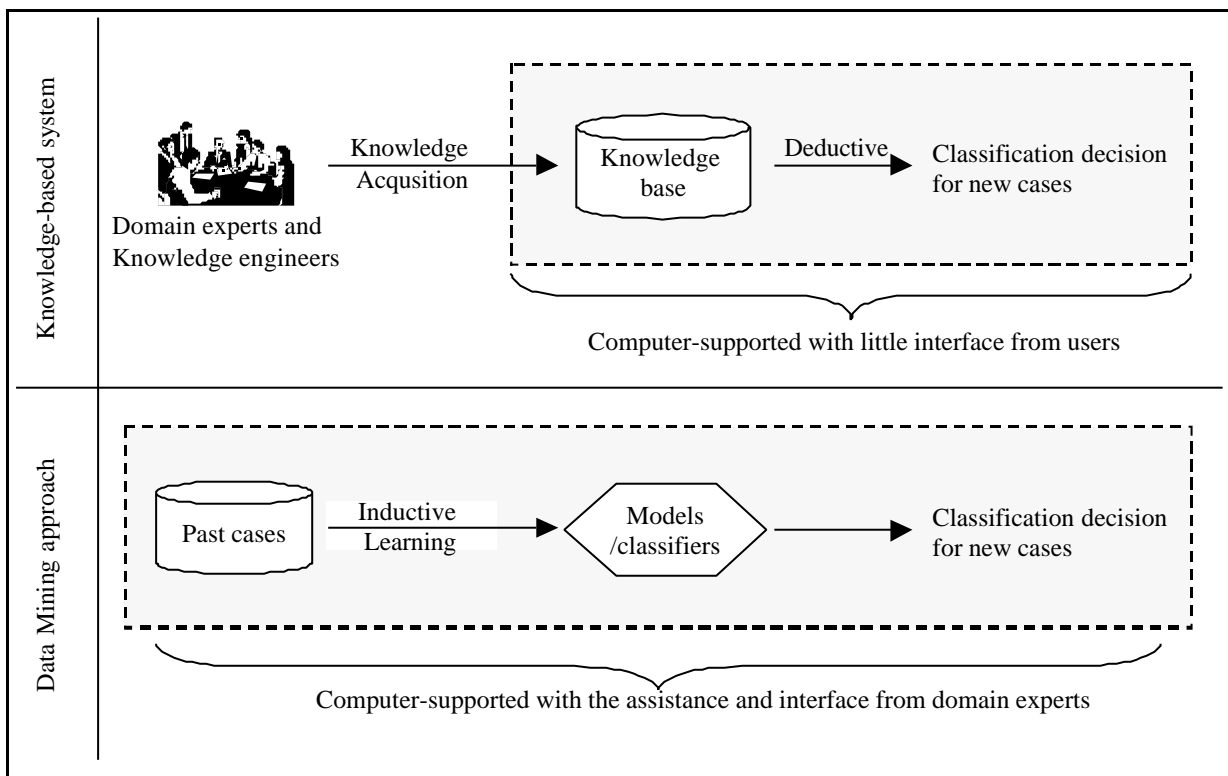 Knowledge-based system
Domain experts and
Knowledge engineers
Knowledge
Acqusition
Knowledge
base
Deductive
Classification decision
for new cases
Computer-supported with little interface from users
Data Mining approach
Past cases
Inductive
Learning
Models
/classifiers
Classification decision
for new cases
Computer-supported with the assistance and interface from domain experts